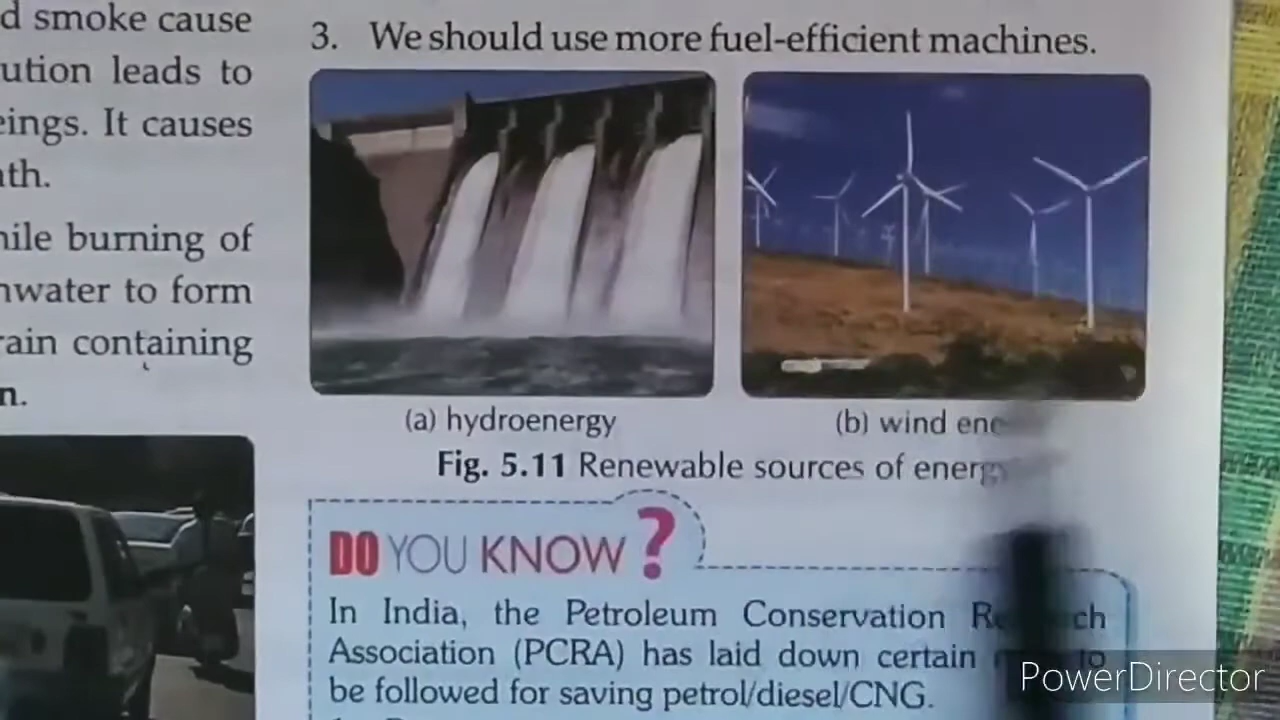 d smoke cause
ution leads to
eings. It causes
ath.
hile burning of
nwater to form
rain containing
n.
3. We should use more fuel-efficient machines.
(a) hydroenergy
(b) wind ene
Fig. 5.11 Renewable sources of energy
DO YOU KNOW?
In India, the Petroleum Conservation Re ch
Association (PCRA) has laid down certain to
be followed for saving petrol/diesel/CNG.
PowerDirector